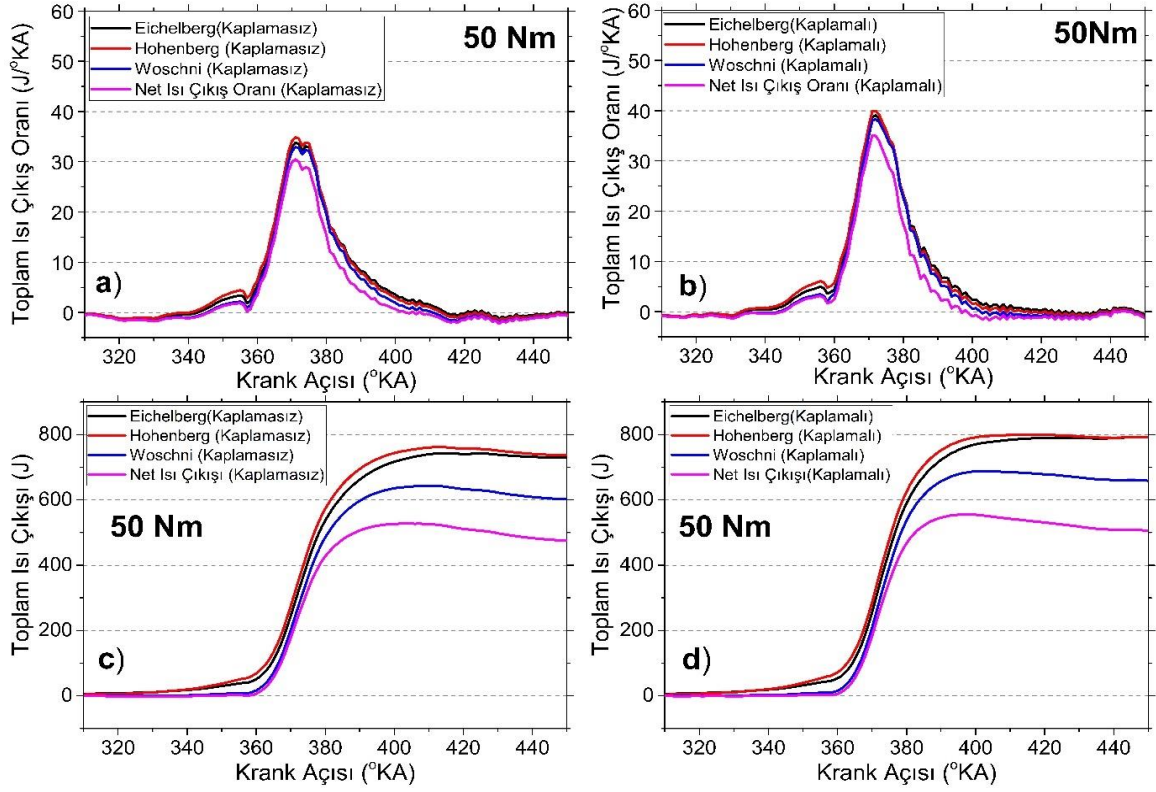 Toplam Isı Çıkış Oranı (J/°KA)
60
50
40
30
20
10
0
Eichelberg(Kaplamasız)
Hohenberg (Kaplamasız)
Woschni (Kaplamasız)
Net Isı Çıkış Oranı (Kaplamasız)
50 Nm
a)
320 340 360 380 400 420 440
Krank Açısı (°KA)
Toplam Isı Çıkış Oranı (J/°KA)
60
50
40
30
20
10
0
Eichelberg(Kaplamalı)
Hohenberg (Kaplamalı)
Woschni (Kaplamalı)
Net Isı Çıkış Oranı (Kaplamalı)
50Nm
b)
320 340 360 380 400 420 440
Krank Açısı (°KA)
Toplam Isı Çıkışı (J)
800
600
400
200
0
Eichelberg(Kaplamasız)
Hohenberg (Kaplamasız)
Woschni (Kaplamasız)
Net Isı Çıkışı (Kaplamasız)
50 Nm
c)
320 340 360 380 400 420 440
Krank Açısı (°KA)
Toplam Isı Çıkışı (J)
800
600
400
200
0
Eichelberg(Kaplamalı)
Hohenberg (Kaplamalı)
Woschni (Kaplamalı)
Net Isı Çıkışı(Kaplamalı)
50 Nm
d)
320 340 360 380 400 420 440
Krank Açısı (°KA)